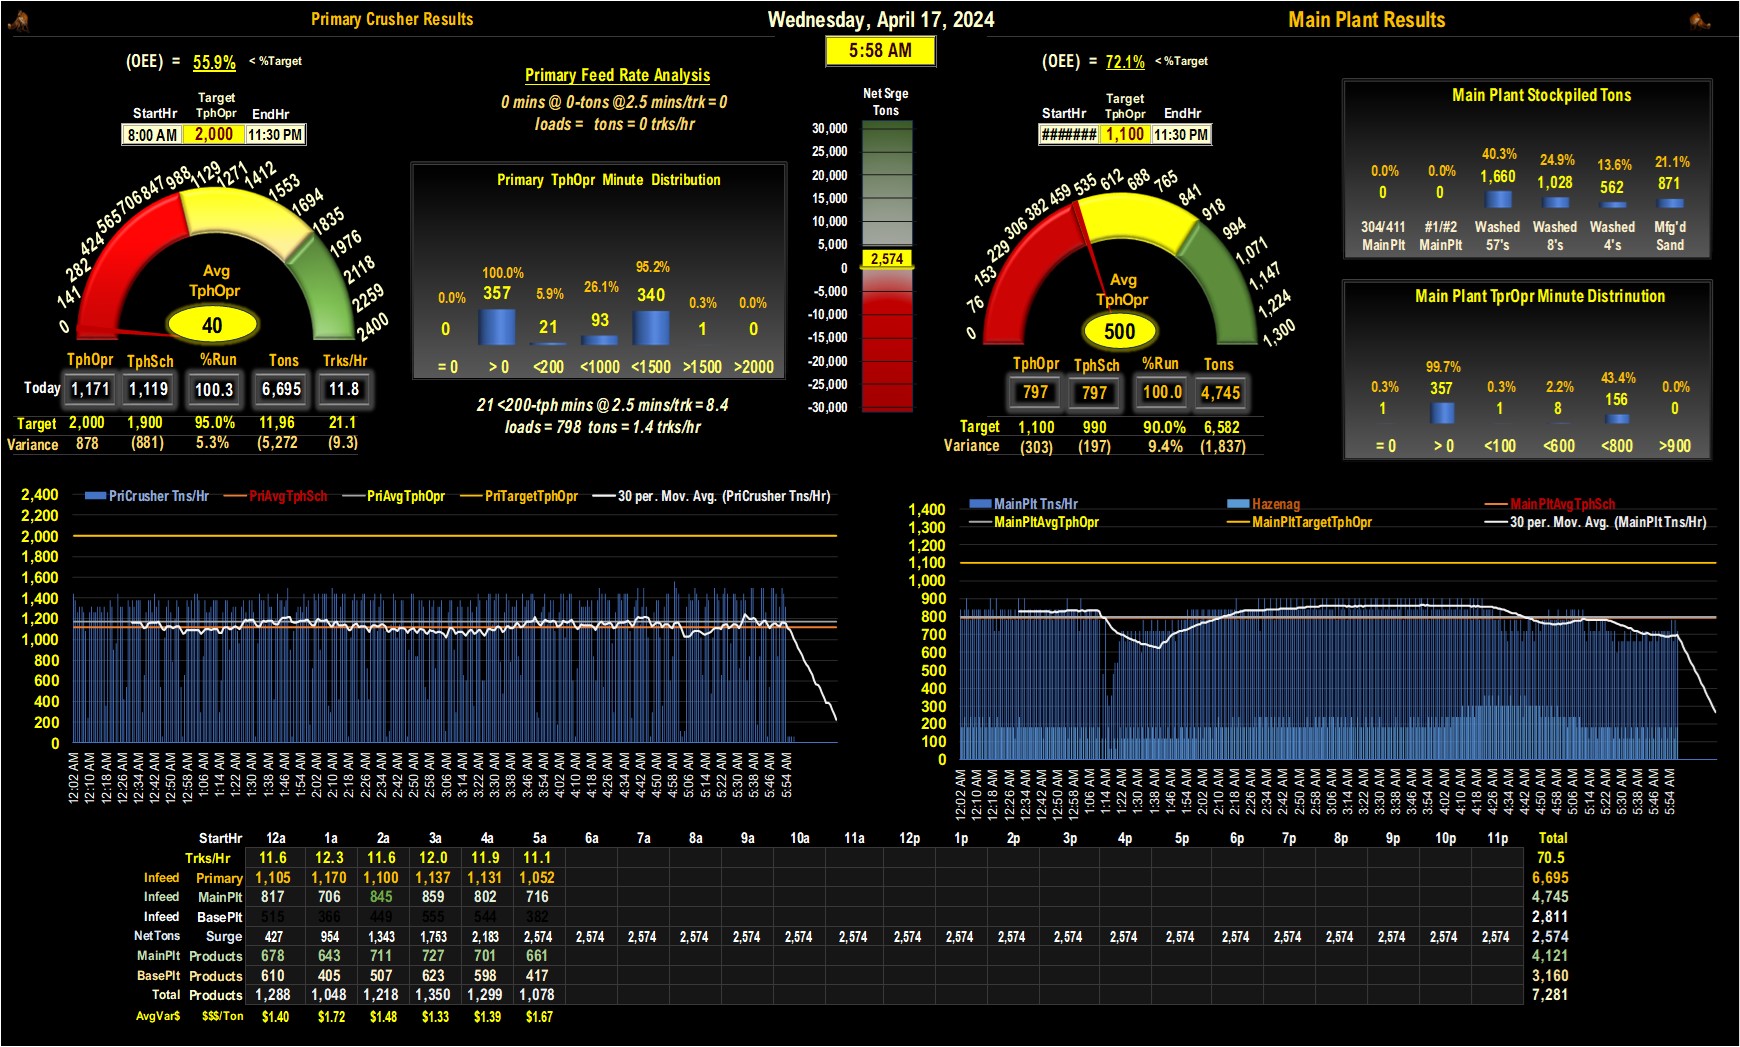 Primary Crusher Results
Wednesday, April 17, 2024
Main Plant Results
5:58 AM
(OEE) = 55.9% < %Target
StartHr Target TphOpr EndHr
8:00 AM 2,000 11:30 PM
0 141 282 424 565 706 847 988 1129 1271 1412 1553 1694 1835 1976 2118 2259 2400
Avg
TphOpr
40
TphOpr TphSch %Run Tons Trks/Hr
Today 1,171 1,119 100.3 6,695 11.8
Target 2,000 1,900 95.0% 11,96 21.1
Variance 878 (881) 5.3% (5,272 (9.3)
Primary Feed Rate Analysis
0 mins @ 0-tons @2.5 mins/trk = 0
loads = tons = 0 trks/hr
Primary TphOpr Minute Distribution
0.0% 100.0% 5.9% 26.1% 95.2% 0.3% 0.0%
0 357 21 93 340 1 0
= 0 > 0 <200 <1000 <1500 >1500 >2000
21 <200-tph mins @ 2.5 mins/trk = 8.4
loads = 798 tons = 1.4 trks/hr
Net Srge
Tons
30,000
25,000
20,000
15,000
10,000
5,000
2,574
0
-5,000
-10,000
-15,000
-20,000
-25,000
-30,000
(OEE) = 72.1% < %Target
StartHr Target TphOpr EndHr
####### 1,100 11:30 PM
0 76 153 229 306 382 459 535 612 688 765 841 918 994 1,071 1,147 1,224 1,300
Avg
TphOpr
500
TphOpr TphSch %Run Tons
797 797 100.0 4,745
Target 1,100 990 90.0% 6,582
Variance (303) (197) 9.4% (1,837)
Main Plant Stockpiled Tons
0.0% 0.0% 40.3% 24.9% 13.6% 21.1%
0 0 1,660 1,028 562 871
304/411 #1/#2 Washed Washed Washed Mfg'd
MainPlt MainPlt 57's 8's 4's Sand
Main Plant TprOpr Minute Distrinution
0.3% 99.7% 0.3% 2.2% 43.4% 0.0%
1 357 1 8 156 0
= 0 > 0 <100 <600 <800 >900
PriCrusher Tns/Hr PriAvgTphSch PriAvgTphOpr PriTargetTphOpr 30 per. Mov. Avg. (PriCrusher Tns/Hr)
2,400
2,200
2,000
1,800
1,600
1,400
1,200
1,000
800
600
400
200
0
12:02 AM 12:10 AM 12:18 AM 12:26 AM 12:34 AM 12:42 AM 12:50 AM 12:58 AM 1:06 AM 1:14 AM 1:22 AM 1:30 AM 1:38 AM 1:46 AM 1:54 AM 2:02 AM 2:10 AM 2:18 AM 2:26 AM 2:34 AM 2:42 AM 2:50 AM 2:58 AM 3:06 AM 3:14 AM 3:22 AM 3:30 AM 3:38 AM 3:46 AM 3:54 AM 4:02 AM 4:10 AM 4:18 AM 4:26 AM 4:34 AM 4:42 AM 4:50 AM 4:58 AM 5:06 AM 5:14 AM 5:22 AM 5:30 AM 5:38 AM 5:46 AM 5:54 AM
MainPlt Tns/Hr Hazenag MainPltAvgTphSch
MainPltAvgTphOpr MainPltTargetTphOpr 30 per. Mov. Avg. (MainPlt Tns/Hr)
1,400
1,300
1,200
1,100
1,000
900
800
700
600
500
400
300
200
100
0
12:02 AM 12:10 AM 12:18 AM 12:26 AM 12:34 AM 12:42 AM 12:50 AM 12:58 AM 1:06 AM 1:14 AM 1:22 AM 1:30 AM 1:38 AM 1:46 AM 1:54 AM 2:02 AM 2:10 AM 2:18 AM 2:26 AM 2:34 AM 2:42 AM 2:50 AM 2:58 AM 3:06 AM 3:14 AM 3:22 AM 3:30 AM 3:38 AM 3:46 AM 3:54 AM 4:02 AM 4:10 AM 4:18 AM 4:26 AM 4:34 AM 4:42 AM 4:50 AM 4:58 AM 5:06 AM 5:14 AM 5:22 AM 5:30 AM 5:38 AM 5:46 AM 5:54 AM
StartHr 12a 1a 2a 3a 4a 5a 6a 7a 8a 9a 10a 11a 12p 1p 2p 3p 4p 5p 6p 7p 8p 9p 10p 11p Total
Trks/Hr 11.6 12.3 11.6 12.0 11.9 11.1 70.5
Infeed Primary 1,105 1,170 1,100 1,137 1,131 1,052 6,695
Infeed MainPlt 817 706 845 859 802 716 4,745
Infeed BasePlt 515 366 449 555 544 382 2,811
NetTons Surge 427 954 1,343 1,753 2,183 2,574 2,574 2,574 2,574 2,574 2,574 2,574 2,574 2,574 2,574 2,574 2,574 2,574 2,574 2,574 2,574 2,574 2,574 2,574 2,574
MainPlt Products 678 643 711 727 701 661 4,121
BasePlt Products 610 405 507 623 598 417 3,160
Total Products 1,288 1,048 1,218 1,350 1,299 1,078 7,281
AvgVar$ $$$/Ton $1.40 $1.72 $1.48 $1.33 $1.39 $1.67